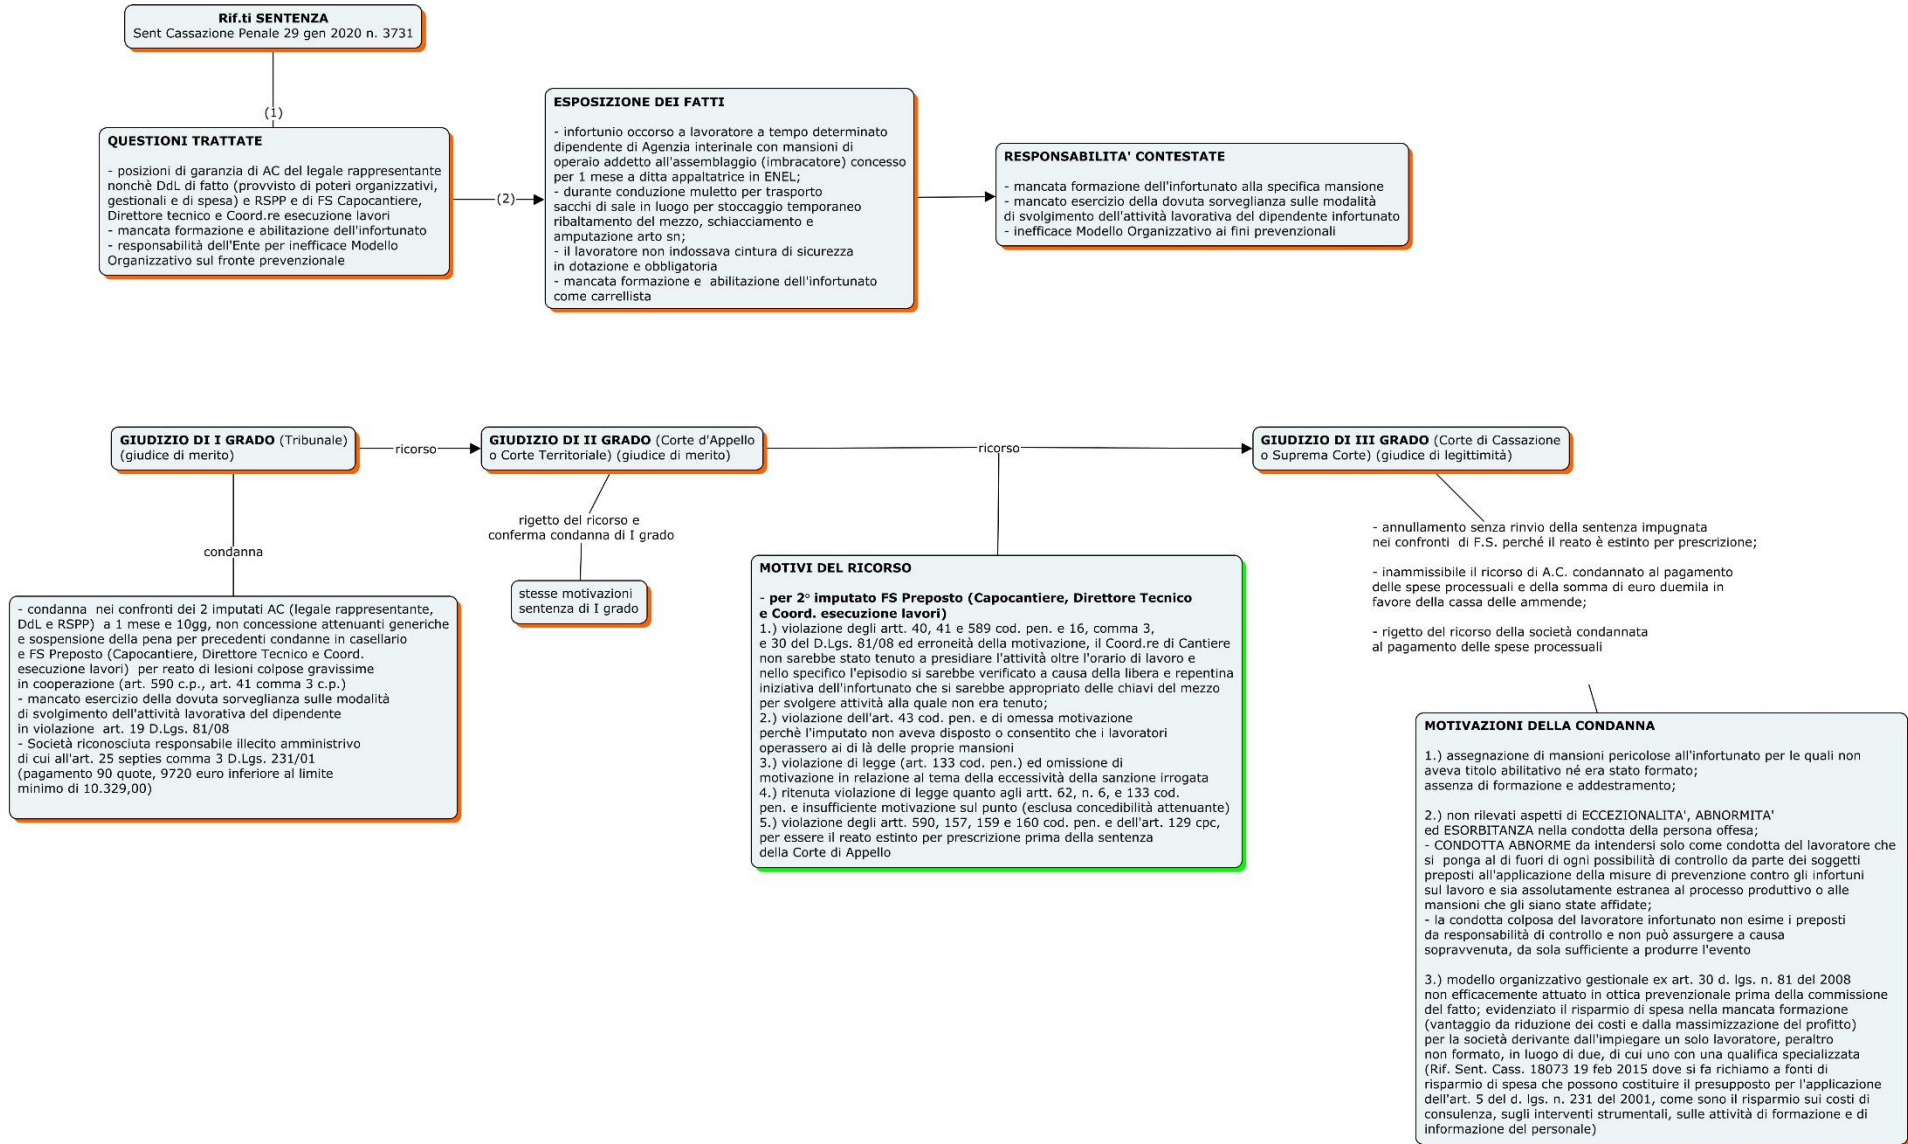 Rif.ti SENTENZA
Sent Cassazione Penale 29 gen 2020 n. 3731
(1)
QUESTIONI TRATTATE
- posizioni di garanzia di AC del legale rappresentante
nonchè DdL di fatto (provvisto di poteri organizzativi,
gestionali e di spesa) e RSPP e di FS Capocantiere,
Direttore tecnico e Coord.re esecuzione lavori
- mancata formazione e abilitazione dell'infortunato
- responsabilità dell'Ente per inefficace Modello
Organizzativo sul fronte prevenzionale
(2)
ESPOSIZIONE DEI FATTI
- infortunio occorso a lavoratore a tempo determinato
dipendente di Agenzia interinale con mansioni di
operaio addetto all'assemblaggio (imbracatore) concesso
per 1 mese a ditta appaltatrice in ENEL;
- durante conduzione muletto per trasporto
sacchi di sale in luogo per stoccaggio temporaneo
ribaltamento del mezzo, schiacciamento e
amputazione arto sn;
- il lavoratore non indossava cintura di sicurezza
in dotazione e obbligatoria
- mancata formazione e  abilitazione dell'infortunato
come carrellista
RESPONSABILITA' CONTESTATE
- mancata formazione dell'infortunato alla specifica mansione
- mancato esercizio della dovuta sorveglianza sulle modalità
di svolgimento dell'attività lavorativa del dipendente infortunato
- inefficace Modello Organizzativo ai fini prevenzionali
GIUDIZIO DI I GRADO (Tribunale)
(giudice di merito)
ricorso
GIUDIZIO DI II GRADO (Corte d'Appello
o Corte Territoriale) (giudice di merito)
ricorso
GIUDIZIO DI III GRADO (Corte di Cassazione
o Suprema Corte) (giudice di legittimità)
condanna
- condanna  nei confronti dei 2 imputati AC (legale rappresentante,
DdL e RSPP)  a 1 mese e 10gg, non concessione attenuanti generiche
e sospensione della pena per precedenti condanne in casellario
e FS Preposto (Capocantiere, Direttore Tecnico e Coord.
esecuzione lavori)  per reato di lesioni colpose gravissime
in cooperazione (art. 590 c.p., art. 41 comma 3 c.p.)
- mancato esercizio della dovuta sorveglianza sulle modalità
di svolgimento dell'attività lavorativa del dipendente
in violazione  art. 19 D.Lgs. 81/08
- Società riconosciuta responsabile illecito amministrivo
di cui all'art. 25 septies comma 3 D.Lgs. 231/01
(pagamento 90 quote, 9720 euro inferiore al limite
minimo di 10.329,00)
rigetto del ricorso e
conferma condanna di I grado
stesse motivazioni
sentenza di I grado
MOTIVI DEL RICORSO
- per 2° imputato FS Preposto (Capocantiere, Direttore Tecnico
e Coord. esecuzione lavori)
1.) violazione degli artt. 40, 41 e 589 cod. pen. e 16, comma 3,
e 30 del D.Lgs. 81/08 ed erroneità della motivazione, il Coord.re di Cantiere
non sarebbe stato tenuto a presidiare l'attività oltre l'orario di lavoro e
nello specifico l'episodio si sarebbe verificato a causa della libera e repentina
iniziativa dell'infortunato che si sarebbe appropriato delle chiavi del mezzo
per svolgere attività alla quale non era tenuto;
2.) violazione dell'art. 43 cod. pen. e di omessa motivazione
perchè l'imputato non aveva disposto o consentito che i lavoratori
operassero ai di là delle proprie mansioni
3.) violazione di legge (art. 133 cod. pen.) ed omissione di
motivazione in relazione al tema della eccessività della sanzione irrogata
4.) ritenuta violazione di legge quanto agli artt. 62, n. 6, e 133 cod.
pen. e insufficiente motivazione sul punto (esclusa concedibilità attenuante)
5.) violazione degli artt. 590, 157, 159 e 160 cod. pen. e dell'art. 129 cpc,
per essere il reato estinto per prescrizione prima della sentenza
della Corte di Appello
- annullamento senza rinvio della sentenza impugnata
nei confronti  di F.S. perché il reato è estinto per prescrizione;
- inammissibile il ricorso di A.C. condannato al pagamento
delle spese processuali e della somma di euro duemila in
favore della cassa delle ammende;
- rigetto del ricorso della società condannata
al pagamento delle spese processuali
MOTIVAZIONI DELLA CONDANNA
1.) assegnazione di mansioni pericolose all'infortunato per le quali non
aveva titolo abilitativo né era stato formato;
assenza di formazione e addestramento;
2.) non rilevati aspetti di ECCEZIONALITA', ABNORMITA'
ed ESORBITANZA nella condotta della persona offesa;
- CONDOTTA ABNORME da intendersi solo come condotta del lavoratore che
si  ponga al di fuori di ogni possibilità di controllo da parte dei soggetti
preposti all'applicazione della misure di prevenzione contro gli infortuni
sul lavoro e sia assolutamente estranea al processo produttivo o alle
mansioni che gli siano state affidate;
- la condotta colposa del lavoratore infortunato non esime i preposti
da responsabilità di controllo e non può assurgere a causa
sopravvenuta, da sola sufficiente a produrre l'evento
3.) modello organizzativo gestionale ex art. 30 d. lgs. n. 81 del 2008
non efficacemente attuato in ottica prevenzionale prima della commissione
del fatto; evidenziato il risparmio di spesa nella mancata formazione
(vantaggio da riduzione dei costi e dalla massimizzazione del profitto)
per la società derivante dall'impiegare un solo lavoratore, peraltro
non formato, in luogo di due, di cui uno con una qualifica specializzata
(Rif. Sent. Cass. 18073 19 feb 2015 dove si fa richiamo a fonti di
risparmio di spesa che possono costituire il presupposto per l'applicazione
dell'art. 5 del d. lgs. n. 231 del 2001, come sono il risparmio sui costi di
consulenza, sugli interventi strumentali, sulle attività di formazione e di
informazione del personale)